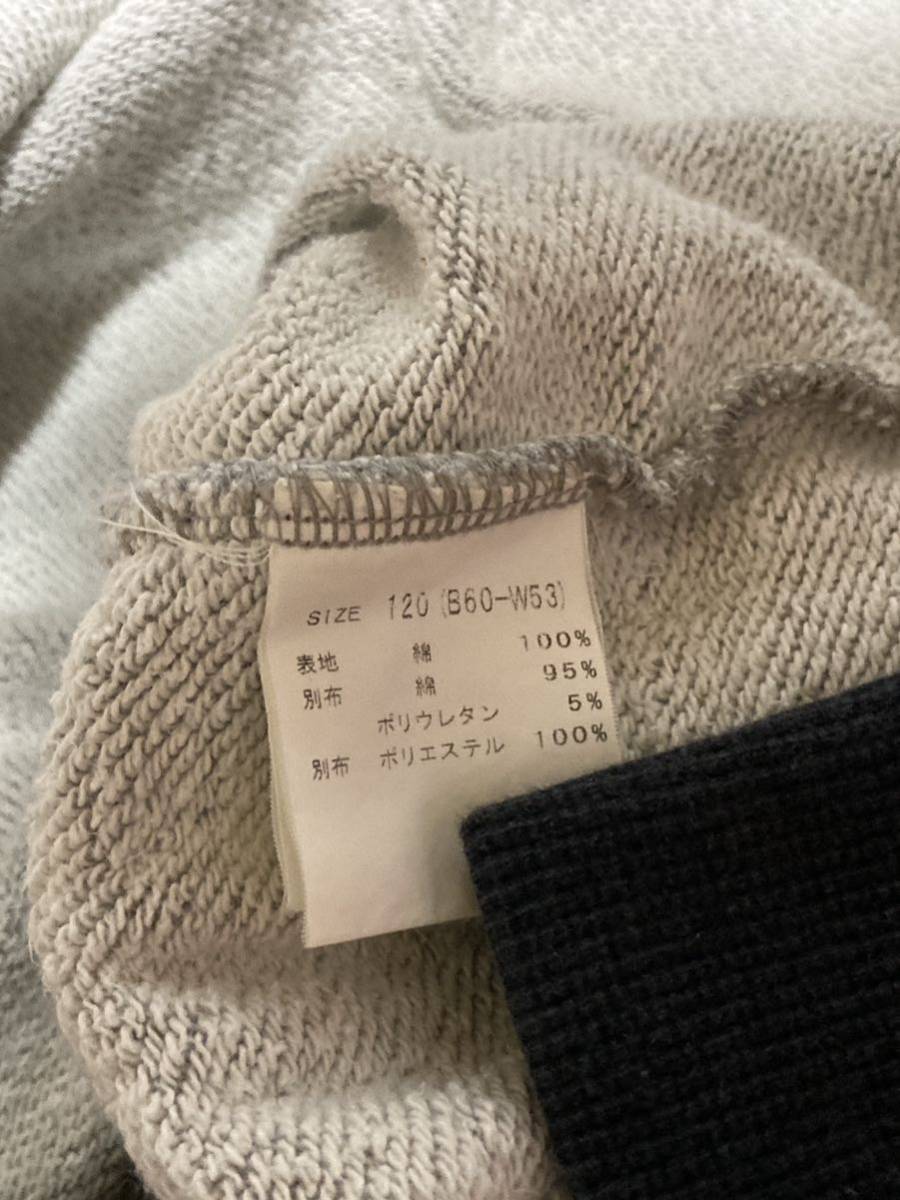 SIZE 120 (B60-W53)
表地 綿 100%
別布 綿 95%
ポリウレタン 5%
別布 ポリエステル 100%